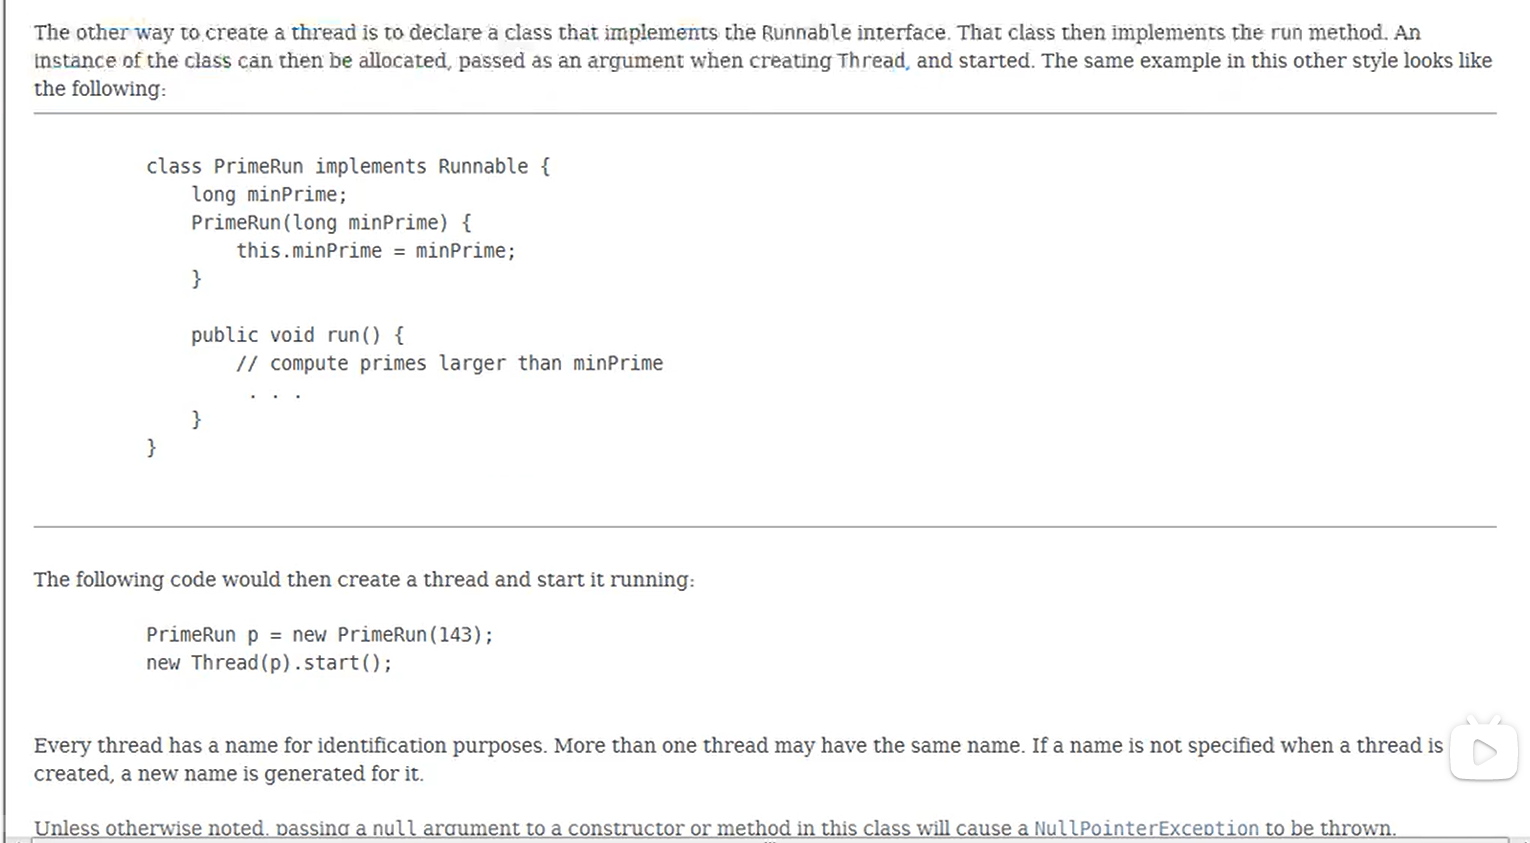 The other way to create a thread is to declare a class that implements the Runnable interface. That class then implements the run method. An
instance of the class can then be allocated, passed as an argument when creating Thread, and started. The same example in this other style looks like
the following:
class PrimeRun implements Runnable {
    long minPrime;
    PrimeRun(long minPrime) {
        this.minPrime = minPrime;
    }
    public void run() {
        // compute primes larger than minPrime
         . . .
    }
}
The following code would then create a thread and start it running:
PrimeRun p = new PrimeRun(143);
new Thread(p).start();
Every thread has a name for identification purposes. More than one thread may have the same name. If a name is not specified when a thread is
created, a new name is generated for it.
Unless otherwise noted, passing a null argument to a constructor or method in this class will cause a NullPointerException to be thrown.